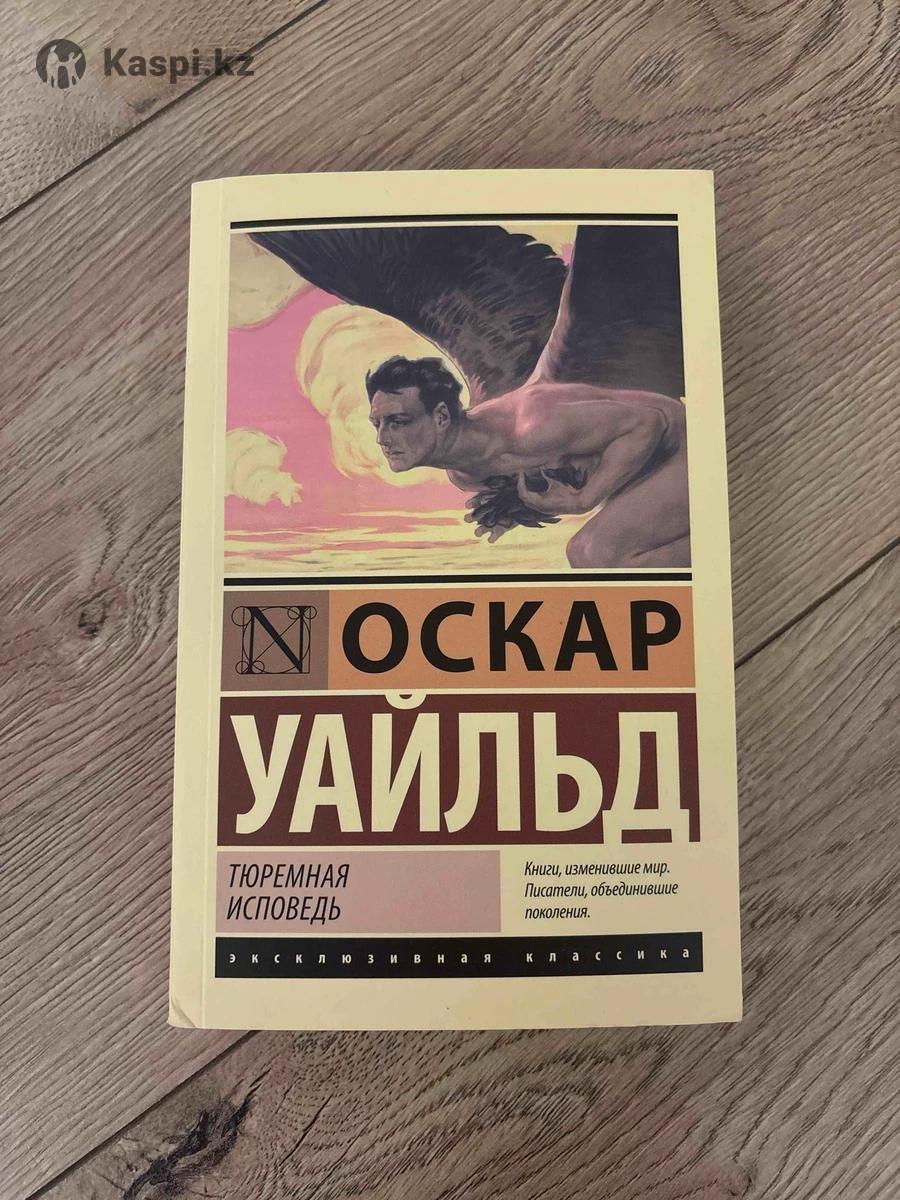 Kaspi.kz
N ОСКАР
УАЙЛЬД
ТЮРЕМНАЯ
ИСПОВЕДЬ
Книги, изменившие мир.
Писатели, объединившие
поколения.
эксклюзивная классика